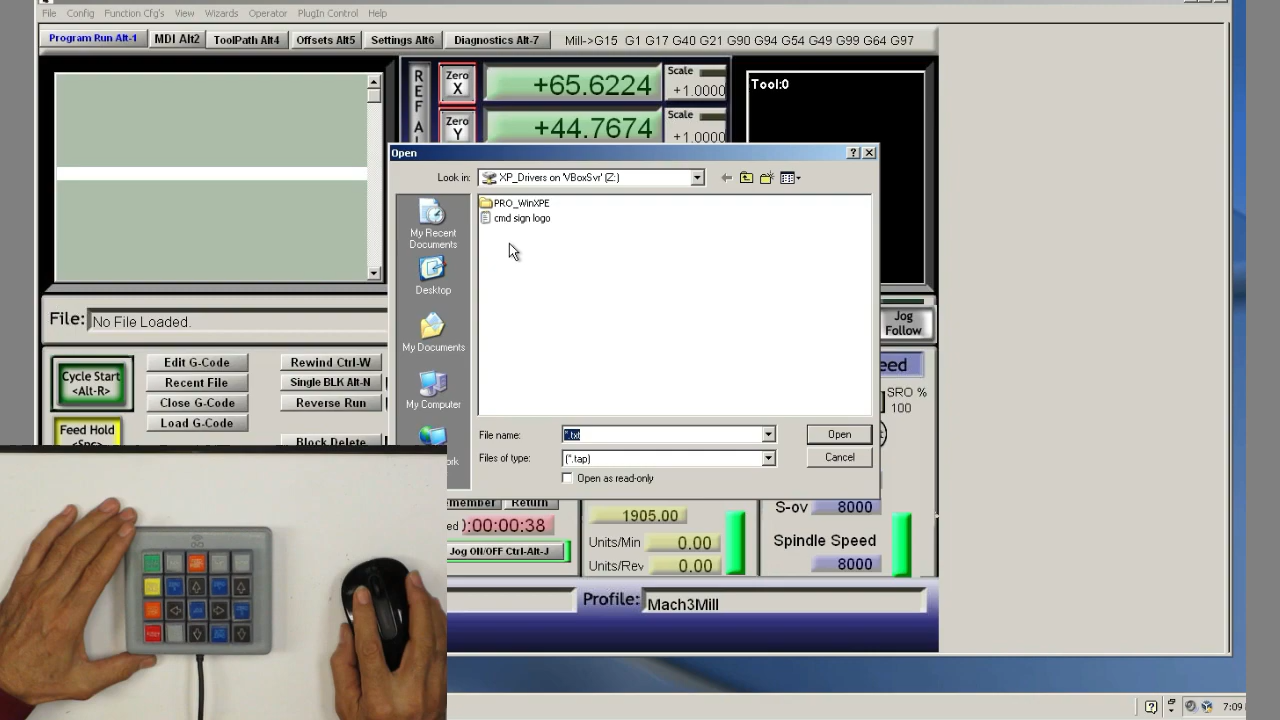 File Config Function Cfg's View Wizards Operator PlugIn Control Help
Program Run Alt-1 MDI Alt2 ToolPath Alt4 Offsets Alt5 Settings Alt6 Diagnostics Alt-7 Mill->G15 G1 G17 G40 G21 G90 G94 G54 G49 G99 G64 G97
REF AL
Zero X +65.6224 Scale +1.0000
Zero Y +44.7674 Scale +1.0000
Tool:0
Open
Look in: XP_Drivers on 'VBoxSvr' (Z:)
PRO_WinXPE
cmd sign logo
My Recent Documents
Desktop
My Documents
My Computer
ork
File name: *.txt Open
Files of type: (*.tap) Cancel
Open as read-only
File: No File Loaded.
Jog Follow
Cycle Start <Alt-R>
Edit G-Code Rewind Ctrl-W
Recent File Single BLK Alt-N
Close G-Code Reverse Run
Load G-Code
Feed Hold
Block Delete
eed
SRO %
100
member Return
ed ):00:00:38
Jog ON/OFF Ctrl-Alt-J
1905.00
Units/Min 0.00
Units/Rev 0.00
S-ov 8000
Spindle Speed
8000
Profile: Mach3Mill
7:09